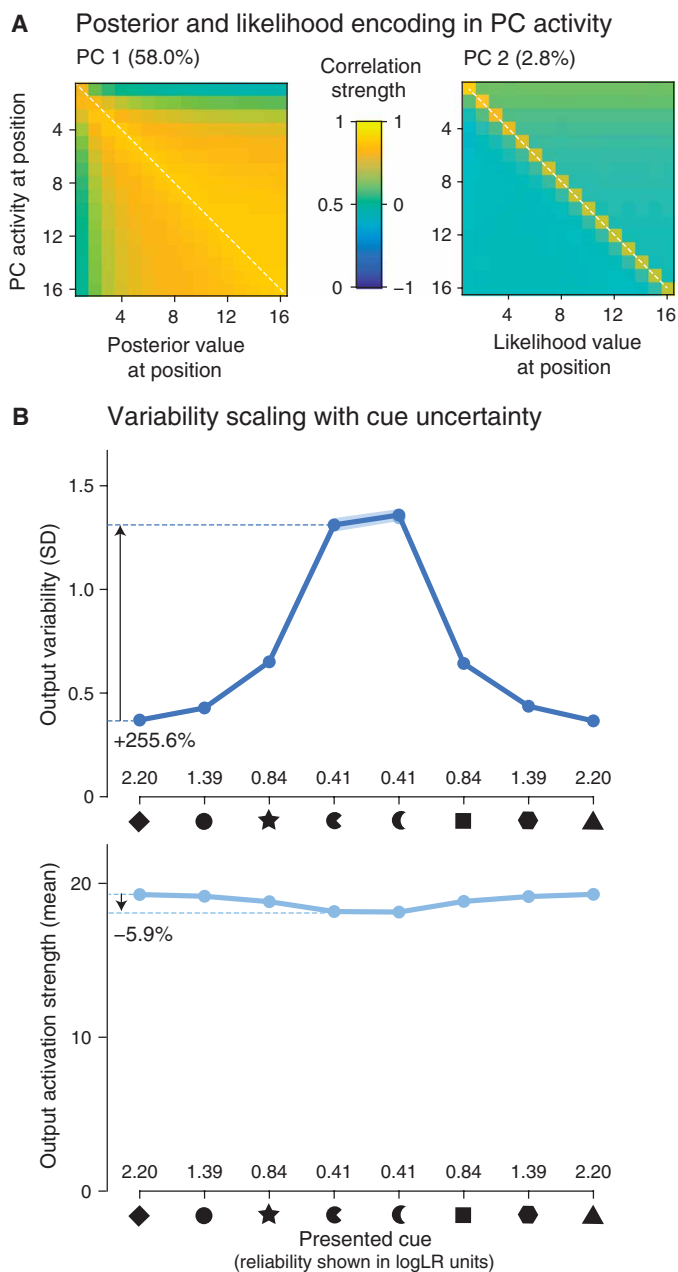 A Posterior and likelihood encoding in PC activity
PC 1 (58.0%)
PC activity at position
4
8
12
16
4 8 12 16
Posterior value
at position
Correlation
strength
1 1
0.5 0
0 −1
PC 2 (2.8%)
4
8
12
16
4 8 12 16
Likelihood value
at position
B Variability scaling with cue uncertainty
Output variability (SD)
1.5
1.0
0.5
0
+255.6%
2.20 1.39 0.84 0.41 0.41 0.84 1.39 2.20
Output activation strength (mean)
20
10
0
−5.9%
2.20 1.39 0.84 0.41 0.41 0.84 1.39 2.20
Presented cue
(reliability shown in logLR units)